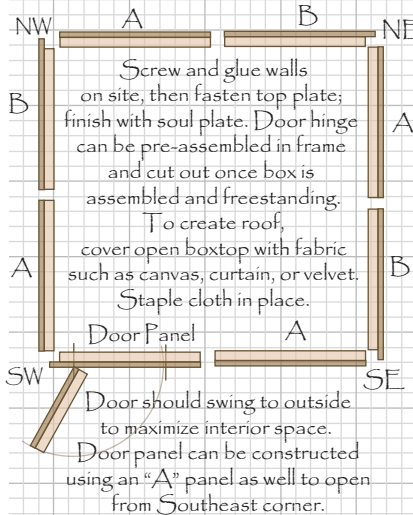 A
B
NW
NE
B
A
Screw and glue walls
on site, then fasten top plate;
finish with soul plate. Door hinge
can be pre-assembled in frame
and cut out once box is
assembled and freestanding.
To create roof,
cover open boxtop with fabric
such as canvas, curtain, or velvet.
Staple cloth in place.
A
B
Door Panel
A
SW
SE
Door should swing to outside
to maximize interior space.
Door panel can be constructed
using an “A” panel as well to open
from Southeast corner.